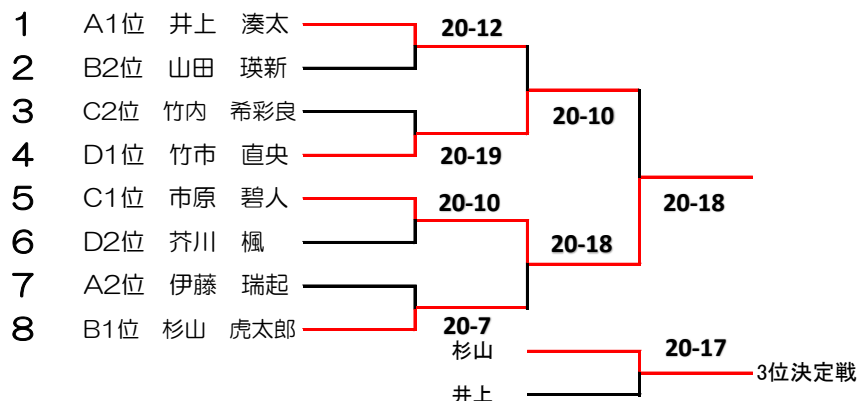 1 A1位 井上 湊太
20-12
2 B2位 山田 瑛新
3 C2位 竹内 希彩良
20-10
4 D1位 竹市 直央
20-19
5 C1位 市原 碧人
20-10
20-18
6 D2位 芥川 楓
20-18
7 A2位 伊藤 瑞起
8 B1位 杉山 虎太郎
20-7
杉山
20-17
3位決定戦
井上